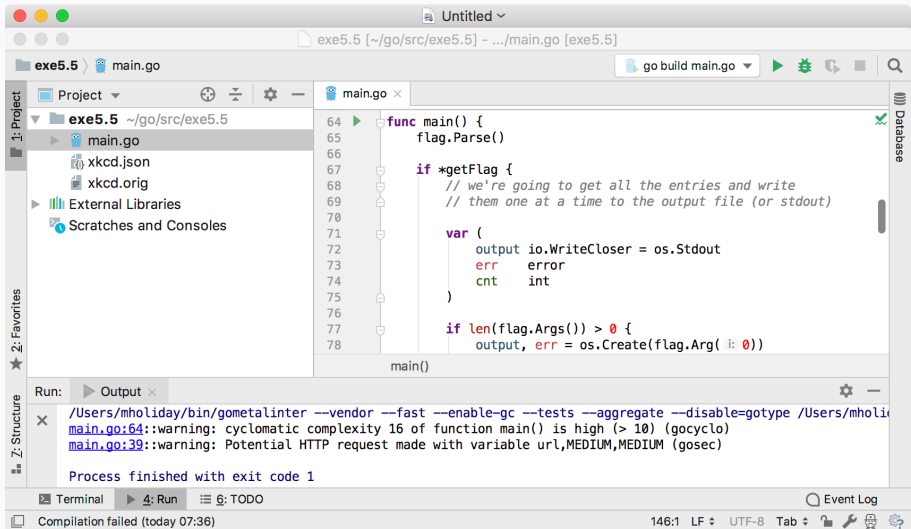 Untitled
exe5.5 [~/go/src/exe5.5] - .../main.go [exe5.5]
exe5.5 main.go go build main.go
1: Project
Project
main.go
Database
exe5.5 ~/go/src/exe5.5
main.go
xkcd.json
xkcd.orig
External Libraries
Scratches and Consoles
64 func main() {
65 flag.Parse()
66
67 if *getFlag {
68 // we're going to get all the entries and write
69 // them one at a time to the output file (or stdout)
70
71 var (
72 output io.WriteCloser = os.Stdout
73 err error
74 cnt int
75 )
76
77 if len(flag.Args()) > 0 {
78 output, err = os.Create(flag.Arg( i: 0))
main()
2: Favorites
Z: Structure
Run: Output
/Users/mholiday/bin/gometalinter --vendor --fast --enable-gc --tests --aggregate --disable=gotype /Users/mholid
main.go:64::warning: cyclomatic complexity 16 of function main() is high (> 10) (gocyclo)
main.go:39::warning: Potential HTTP request made with variable url,MEDIUM,MEDIUM (gosec)
Process finished with exit code 1
Terminal 4: Run 6: TODO Event Log
Compilation failed (today 07:36) 146:1 LF UTF-8 Tab